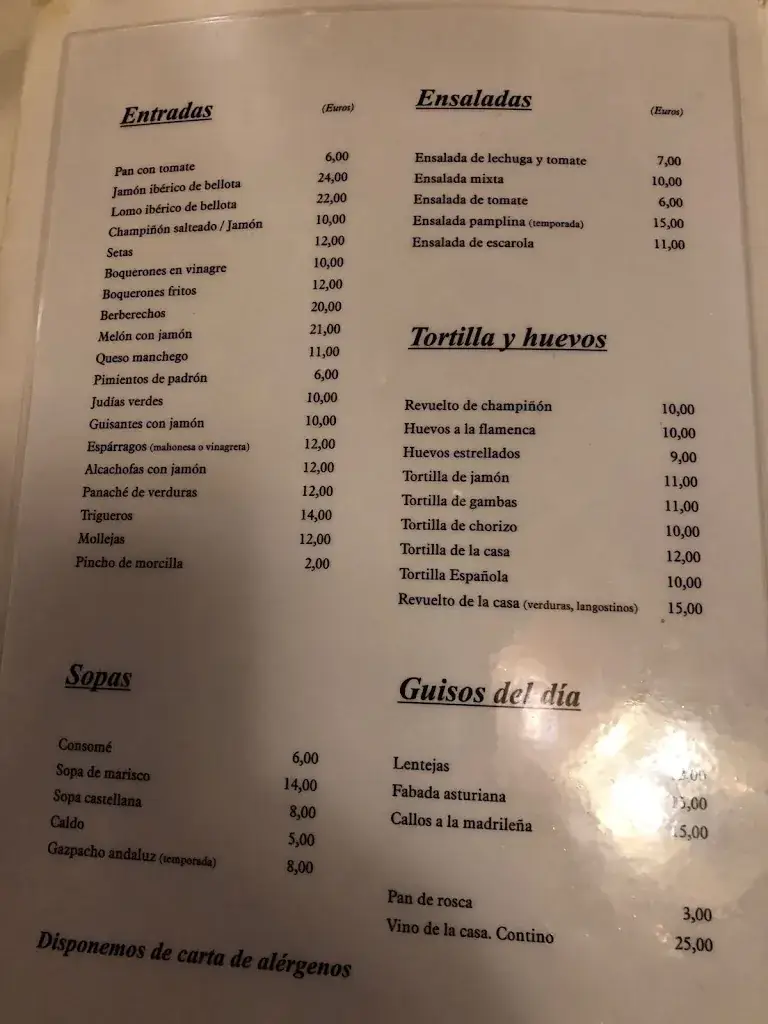 Entradas (Euros)
Pan con tomate 6,00
Jamón ibérico de bellota 24,00
Lomo ibérico de bellota 22,00
Champiñón salteado / Jamón 10,00
Setas 12,00
Boquerones en vinagre 10,00
Boquerones fritos 12,00
Berberechos 20,00
Melón con jamón 21,00
Queso manchego 11,00
Pimientos de padrón 6,00
Judías verdes 10,00
Guisantes con jamón 10,00
Espárragos (mahonesa o vinagreta) 12,00
Alcachofas con jamón 12,00
Panaché de verduras 12,00
Trigueros 14,00
Mollejas 12,00
Pincho de morcilla 2,00
Sopas
Consomé 6,00
Sopa de marisco 14,00
Sopa castellana 8,00
Caldo 5,00
Gazpacho andaluz (temporada) 8,00
Disponemos de carta de alérgenos
Ensaladas (Euros)
Ensalada de lechuga y tomate 7,00
Ensalada mixta 10,00
Ensalada de tomate 6,00
Ensalada pamplina (temporada) 15,00
Ensalada de escarola 11,00
Tortilla y huevos
Revuelto de champiñón 10,00
Huevos a la flamenca 10,00
Huevos estrellados 9,00
Tortilla de jamón 11,00
Tortilla de gambas 11,00
Tortilla de chorizo 10,00
Tortilla de la casa 12,00
Tortilla Española 10,00
Revuelto de la casa (verduras, langostinos) 15,00
Guisos del día
Lentejas
Fabada asturiana
Callos a la madrileña 15,00
Pan de rosca 3,00
Vino de la casa. Contino 25,00